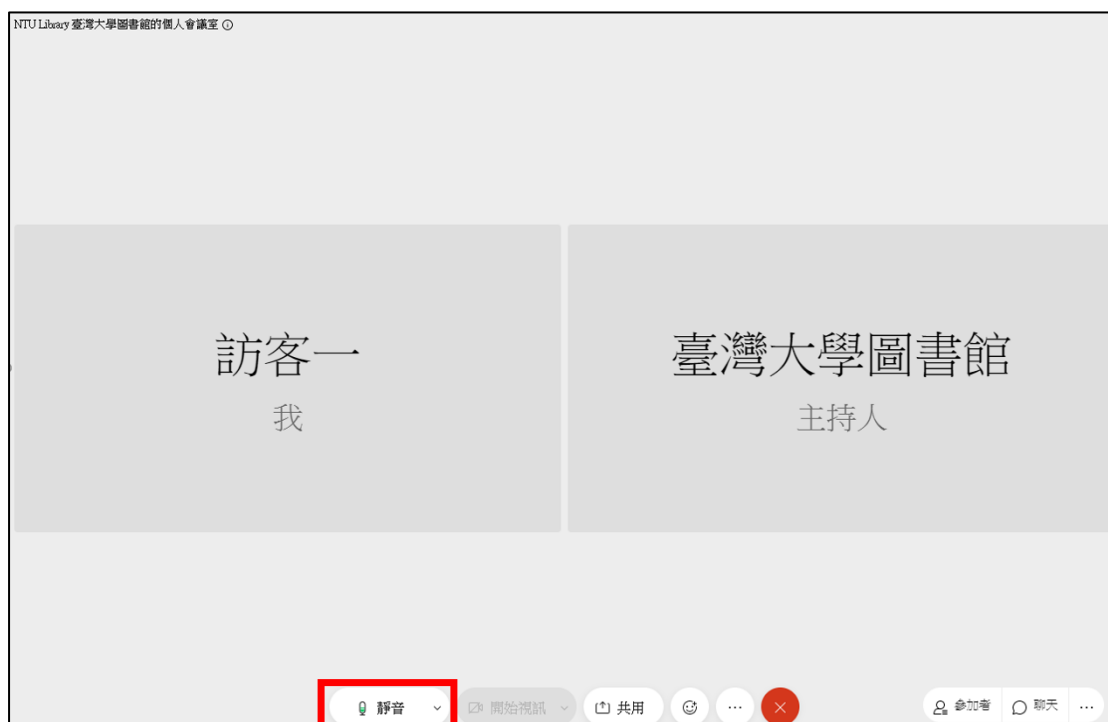 NTU Library 臺灣大學圖書館的個人會議室
訪客一
我
臺灣大學圖書館
主持人
靜音
開始視訊
共用
參加者
聊天